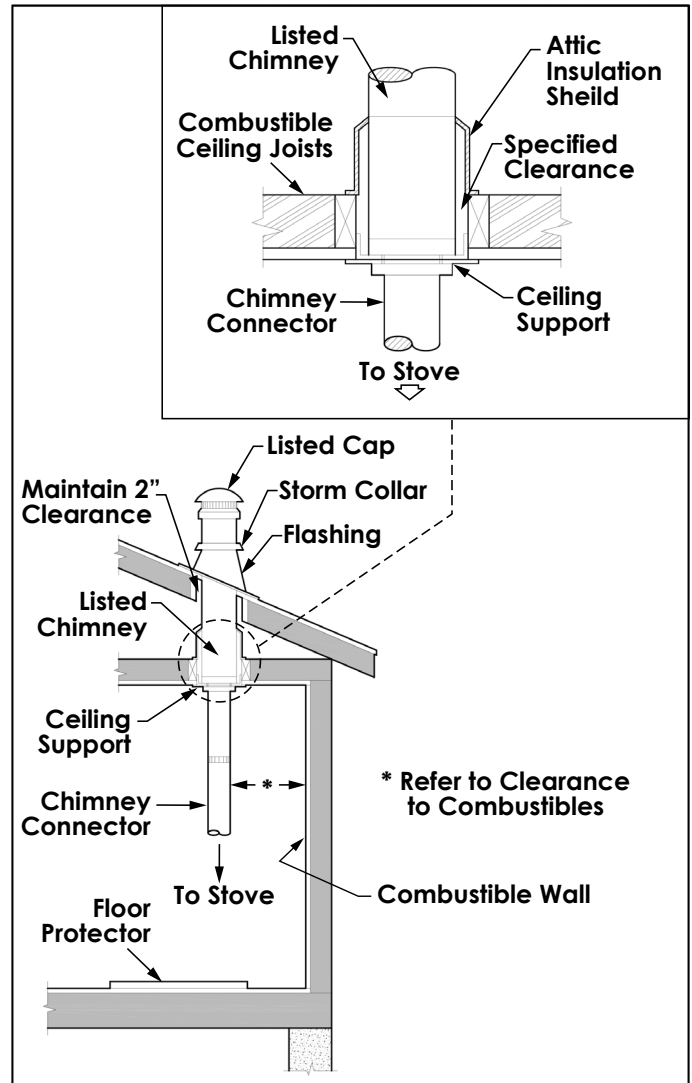 Listed
Chimney
Attic
Insulation
Sheild
Combustible
Ceiling Joists
Specified
Clearance
Chimney
Connector
Ceiling
Support
To Stove
Listed Cap
Maintain 2”
Clearance
Storm Collar
Flashing
Listed
Chimney
Ceiling
Support
*
* Refer to Clearance
to Combustibles
Chimney
Connector
To Stove
Combustible Wall
Floor
Protector